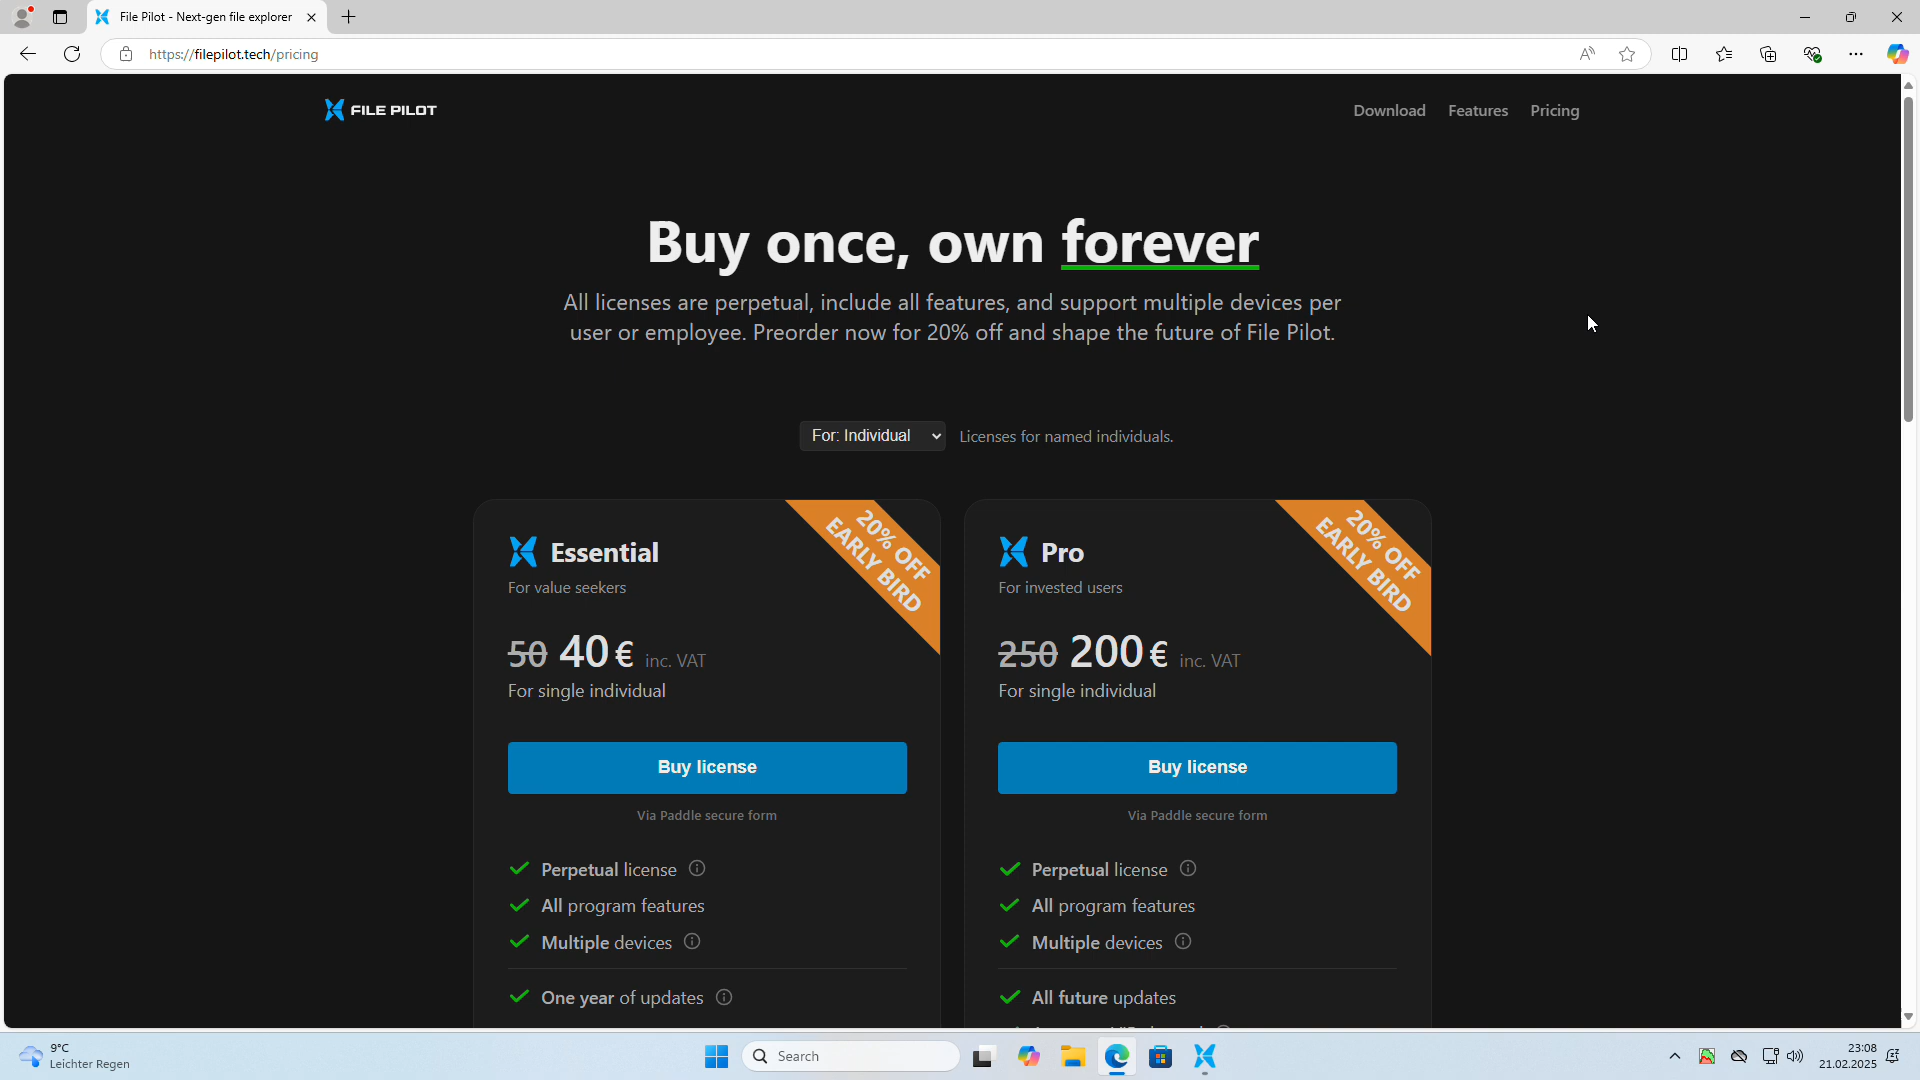 File Pilot - Next-gen file explorer
https://filepilot.tech/pricing
FILE PILOT
Download Features Pricing
Buy once, own forever
All licenses are perpetual, include all features, and support multiple devices per
user or employee. Preorder now for 20% off and shape the future of File Pilot.
For: Individual
Licenses for named individuals.
20% OFF
EARLY BIRD
Essential
For value seekers
50 40 € inc. VAT
For single individual
Buy license
Via Paddle secure form
Perpetual license
All program features
Multiple devices
One year of updates
20% OFF
EARLY BIRD
Pro
For invested users
250 200 € inc. VAT
For single individual
Buy license
Via Paddle secure form
Perpetual license
All program features
Multiple devices
All future updates
9°C
Leichter Regen
Search
23:08
21.02.2025